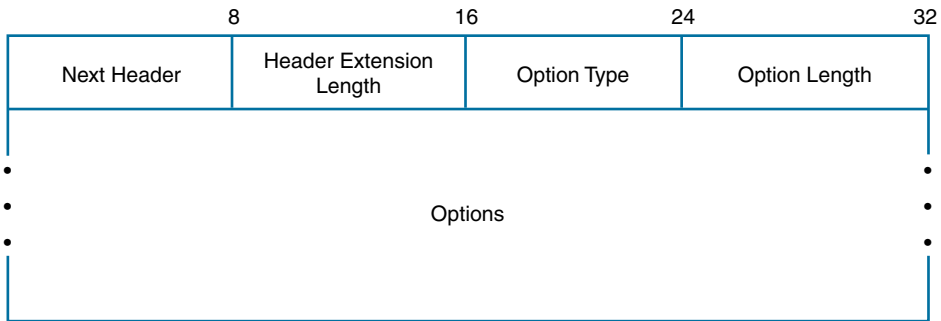 8 16 24 32
Next Header Header Extension Length Option Type Option Length
Options